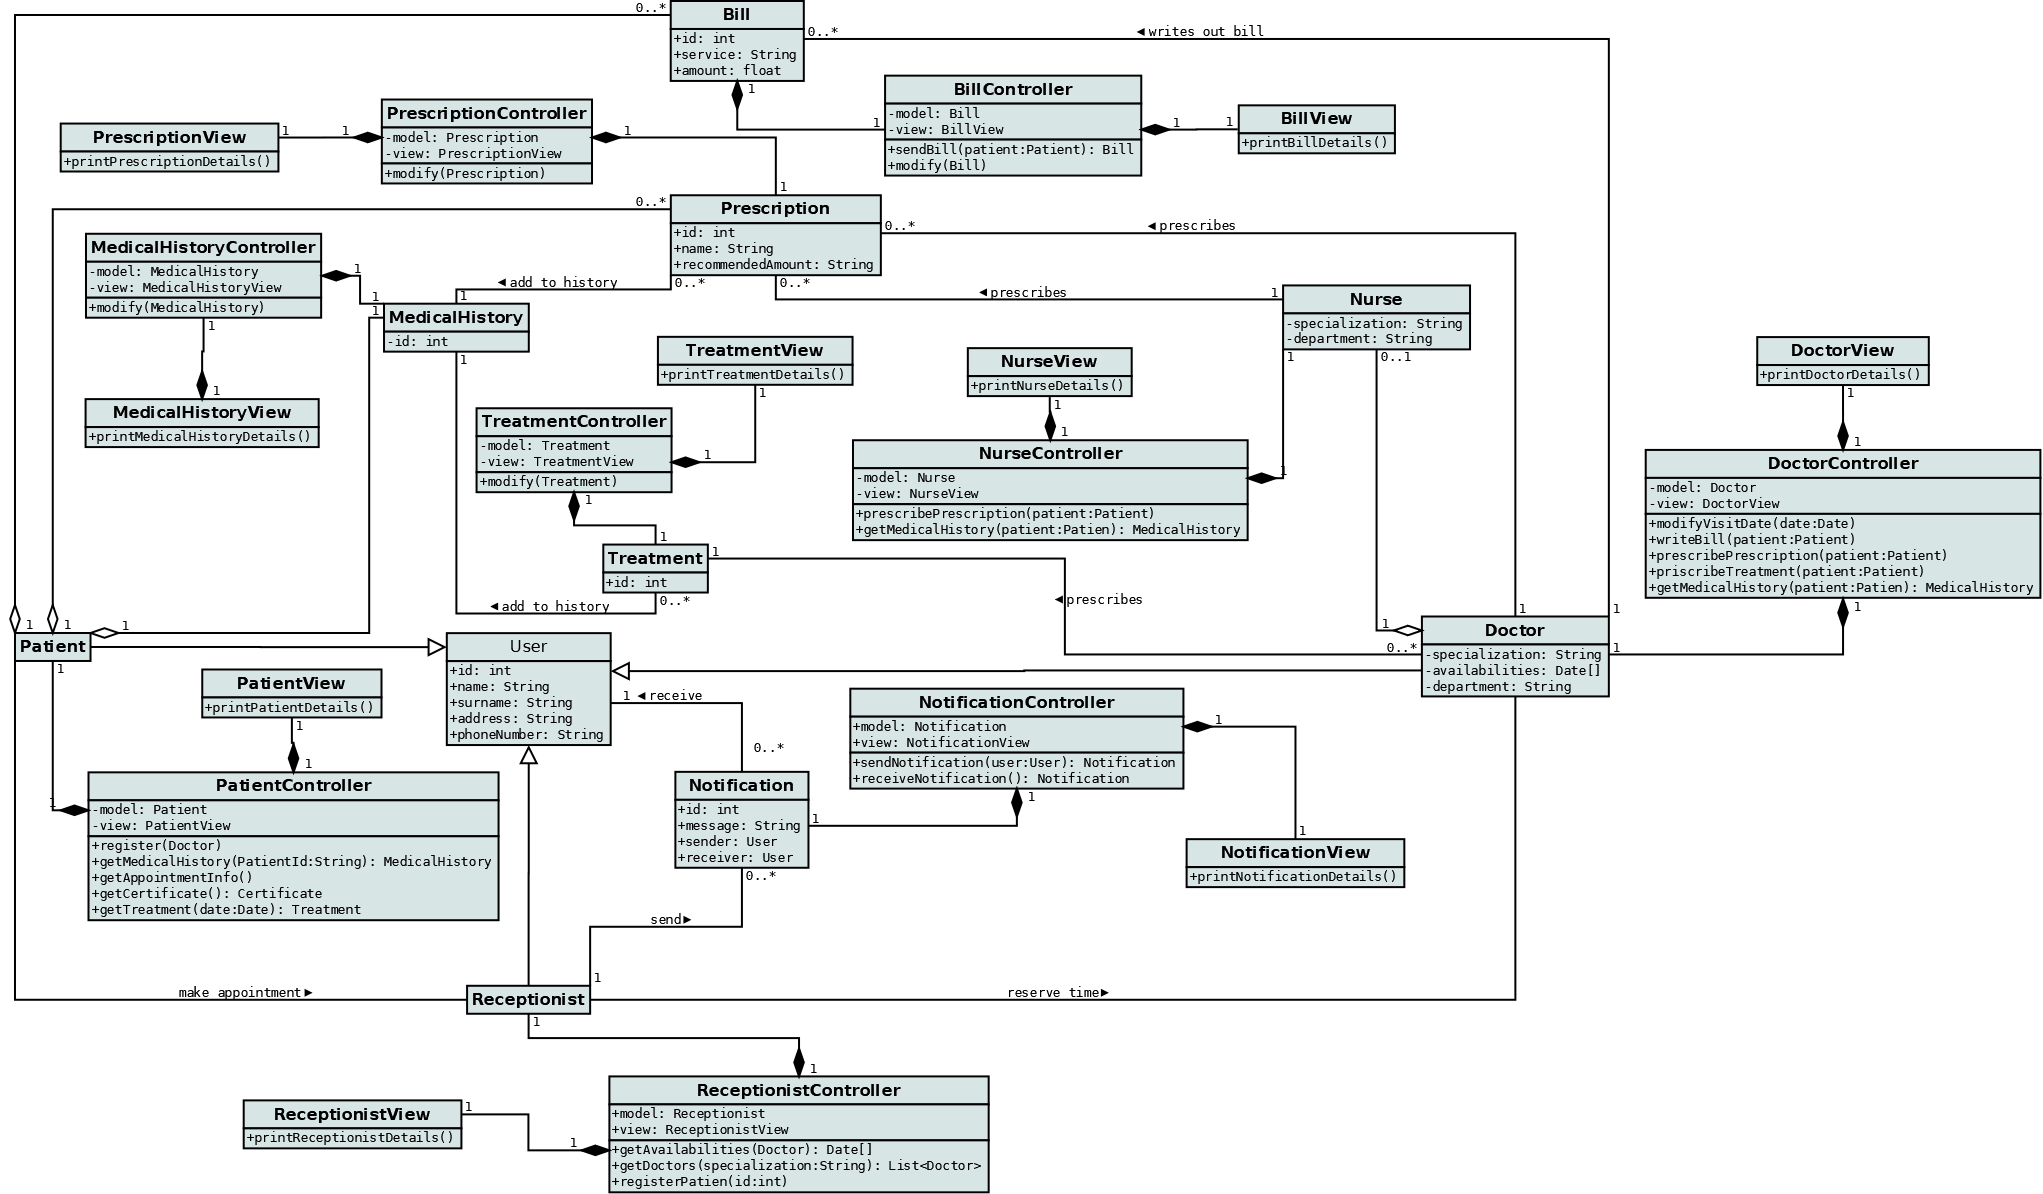 0..*
Bill
+id: int
+service: String
+amount: float
0..*
◄ writes out bill
1
BillController
-model: Bill
-view: BillView
+sendBill(patient:Patient): Bill
+modify(Bill)
1
1
1
BillView
+printBillDetails()
PrescriptionView
+printPrescriptionDetails()
1
1
PrescriptionController
-model: Prescription
-view: PrescriptionView
+modify(Prescription)
1
1
0..*
Prescription
+id: int
+name: String
+recommendedAmount: String
0..*
◄ prescribes
0..*
0..*
◄ add to history
◄ prescribes
1
MedicalHistoryController
-model: MedicalHistory
-view: MedicalHistoryView
+modify(MedicalHistory)
1
1
1
1
MedicalHistory
-id: int
1
1
1
MedicalHistoryView
+printMedicalHistoryDetails()
Nurse
-specialization: String
-department: String
1
0..1
TreatmentView
+printTreatmentDetails()
1
NurseView
+printNurseDetails()
1
1
DoctorView
+printDoctorDetails()
1
1
TreatmentController
-model: Treatment
-view: TreatmentView
+modify(Treatment)
1
1
NurseController
-model: Nurse
-view: NurseView
+prescribePrescription(patient:Patient)
+getMedicalHistory(patient:Patien): MedicalHistory
1
DoctorController
-model: Doctor
-view: DoctorView
+modifyVisitDate(date:Date)
+writeBill(patient:Patient)
+prescribePrescription(patient:Patient)
+priscribeTreatment(patient:Patient)
+getMedicalHistory(patient:Patien): MedicalHistory
1
1
Treatment
+id: int
1
0..*
◄ add to history
◄ prescribes
0..*
1
1
1
Patient
1
User
+id: int
+name: String
+surname: String
+address: String
+phoneNumber: String
1
1
1
Doctor
-specialization: String
-availabilities: Date[]
-department: String
1
PatientView
+printPatientDetails()
1
1
1 ◄ receive
0..*
NotificationController
+model: Notification
+view: NotificationView
+sendNotification(user:User): Notification
+receiveNotification(): Notification
1
1
PatientController
-model: Patient
-view: PatientView
+register(Doctor)
+getMedicalHistory(PatientId:String): MedicalHistory
+getAppointmentInfo()
+getCertificate(): Certificate
+getTreatment(date:Date): Treatment
1
Notification
+id: int
+message: String
+sender: User
+receiver: User
1
0..*
1
NotificationView
+printNotificationDetails()
send►
1
make appointment ►
Receptionist
reserve time►
1
1
ReceptionistController
+model: Receptionist
+view: ReceptionistView
+getAvailabilities(Doctor): Date[]
+getDoctors(specialization:String): List<Doctor>
+registerPatien(id:int)
1
1
ReceptionistView
+printReceptionistDetails()